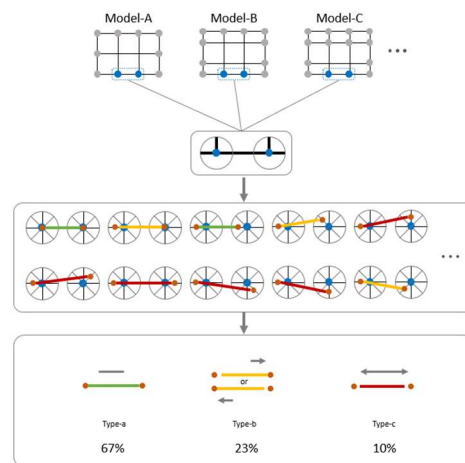 Model-A Model-B Model-C ...
...
or
Type-a Type-b Type-c
67% 23% 10%